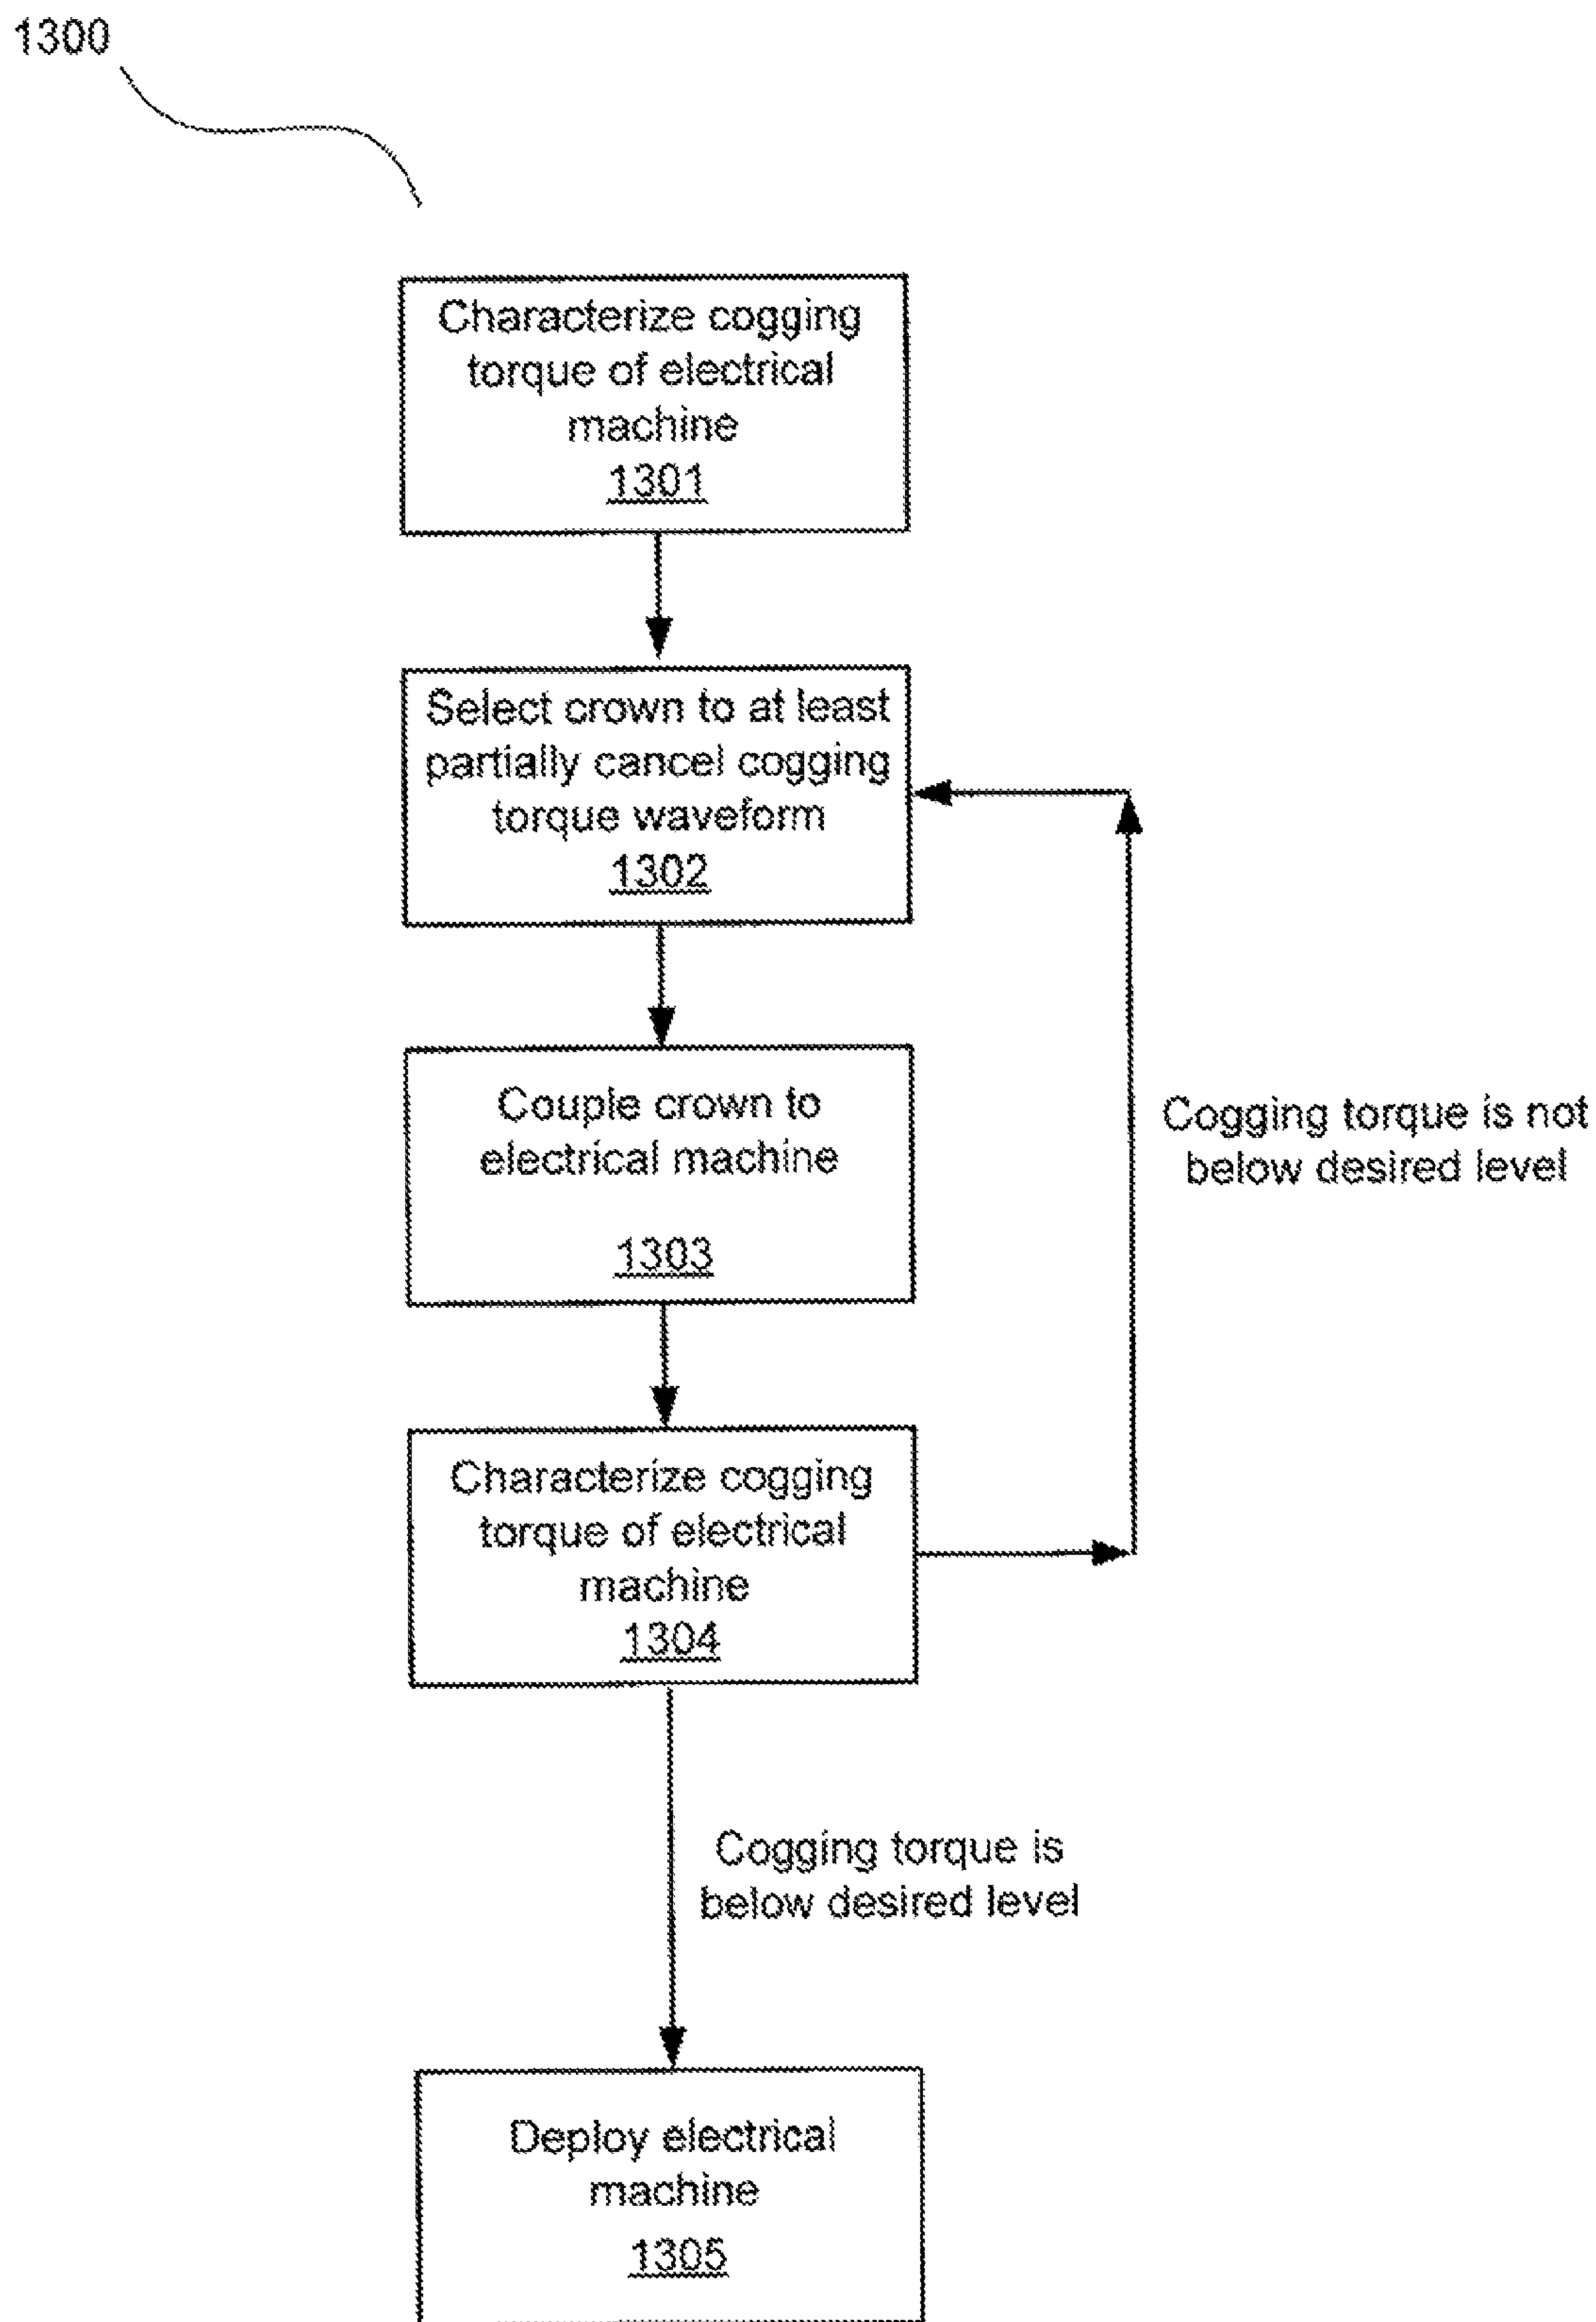 1300
Characterize cogging
torque of electrical
machine
1301
Select crown to at least
partially cancel cogging
torque waveform
1302
Couple crown to
electrical machine
1303
Cogging torque is not
below desired level
Characterize cogging
torque of electrical
machine
1304
Cogging torque is
below desired level
Deploy electrical
machine
1305